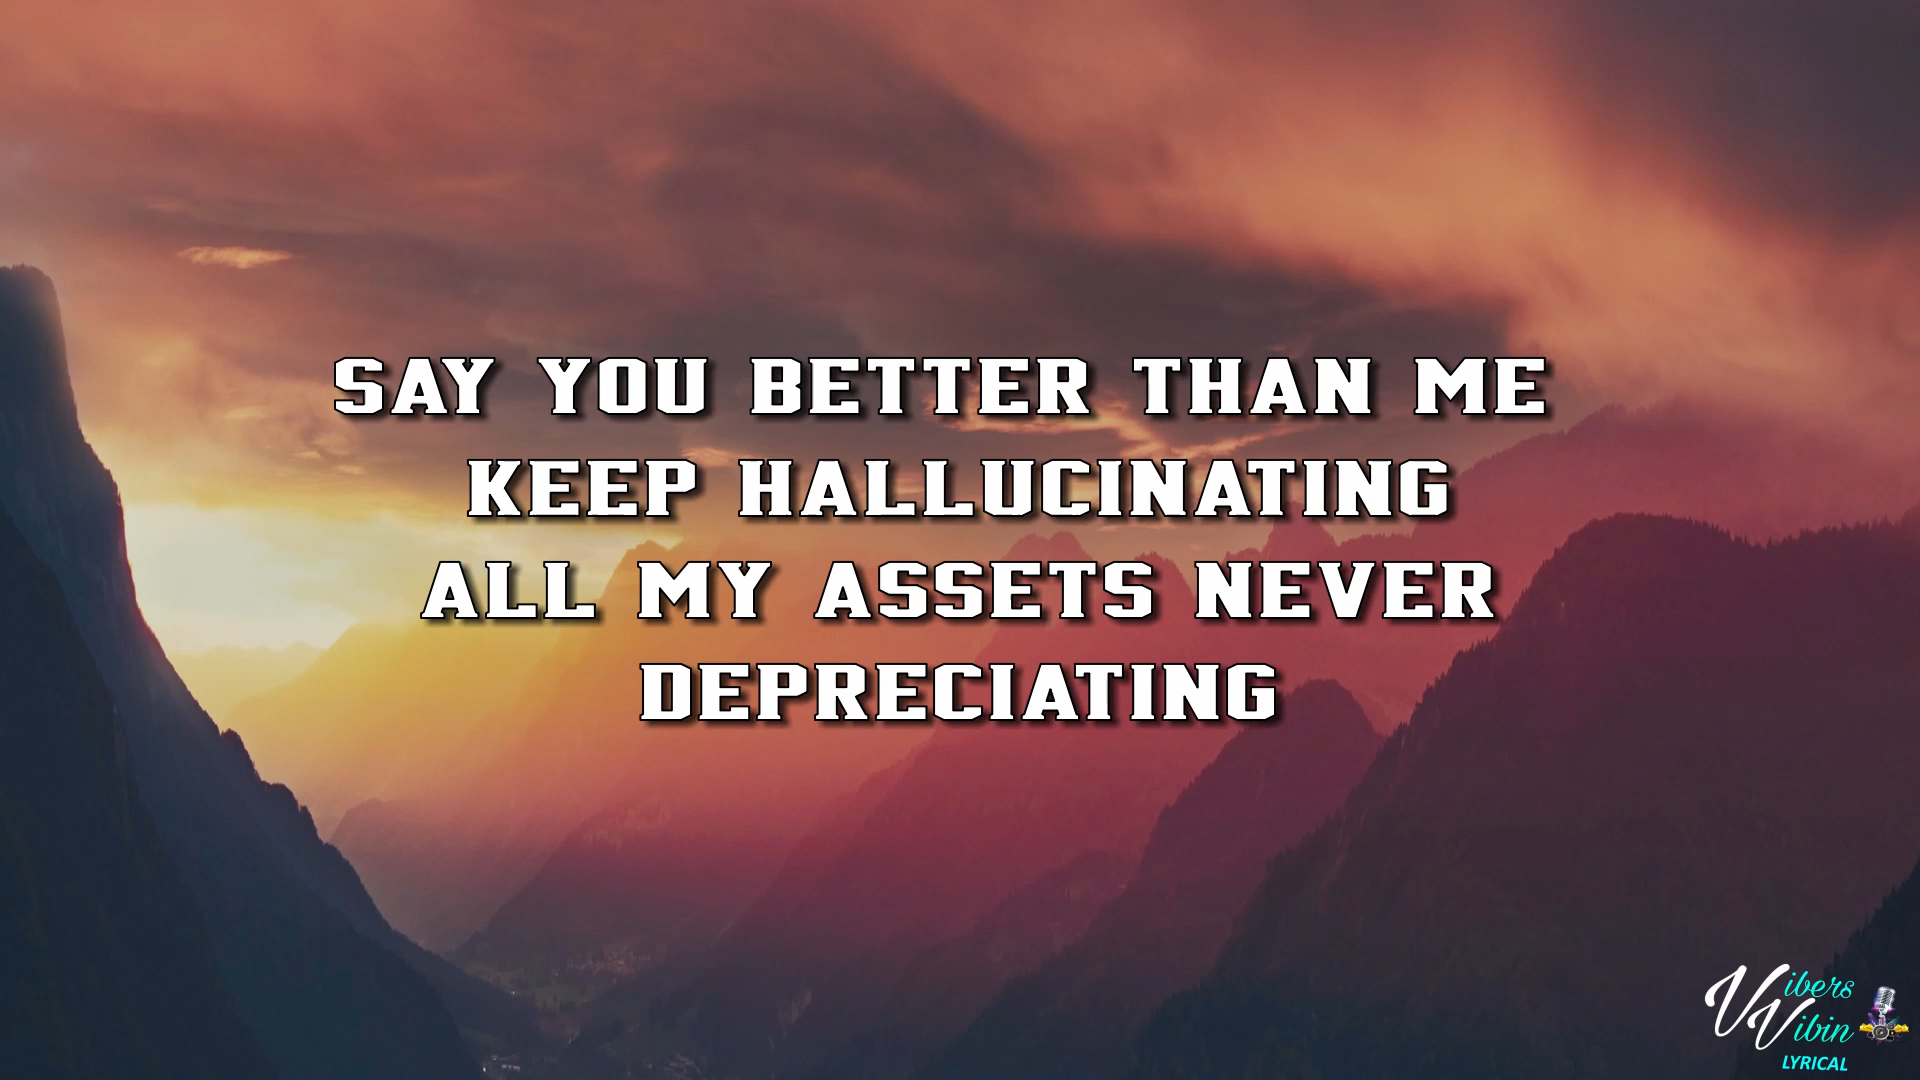 SAY YOU BETTER THAN ME
KEEP HALLUCINATING
ALL MY ASSETS NEVER
DEPRECIATING
Vibers
Vibin
LYRICAL